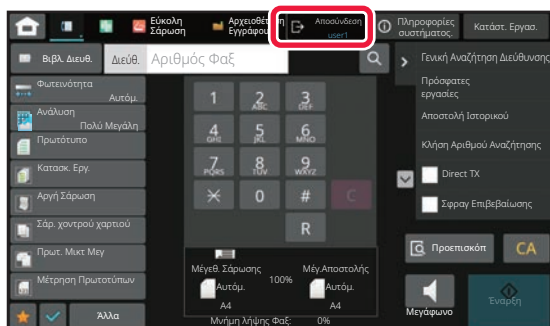 Εύκολη
Σάρωση
Αρχειοθέτηση
Εγγράφου
Αποσύνδεση
user1
Πληροφορίες
συστήματος.
Κατάστ. Εργασ.
Βιβλ. Διευθ.
Διεύθ.
Αριθμός Φαξ
Γενική Αναζήτηση Διεύθυνσης
Φωτεινότητα
Αυτόμ.
Ανάλυση
Πολύ Μεγάλη
Πρωτότυπο
Κατασκ. Εργ.
Αργή Σάρωση
Σάρ. χοντρού χαρτιού
Πρωτ. Μικτ Μεγ
Μέτρηση Πρωτοτύπων
Άλλα
1
2
ABC
3
DEF
4
GHI
5
JKL
6
MNO
7
PQRS
8
TUV
9
WXYZ
0
#
C
R
Μέγεθ. Σάρωσης
Αυτόμ.
A4
100%
Μέγ.Αποστολής
Αυτόμ.
A4
Μνήμη λήψης Φαξ: 0%
Πρόσφατες
εργασίες
Αποστολή Ιστορικού
Κλήση Αριθμού Αναζήτησης
Direct TX
Σφραγ Επιβεβαίωσης
Προεπισκόπ
CA
Μεγάφωνο
Έναρξη